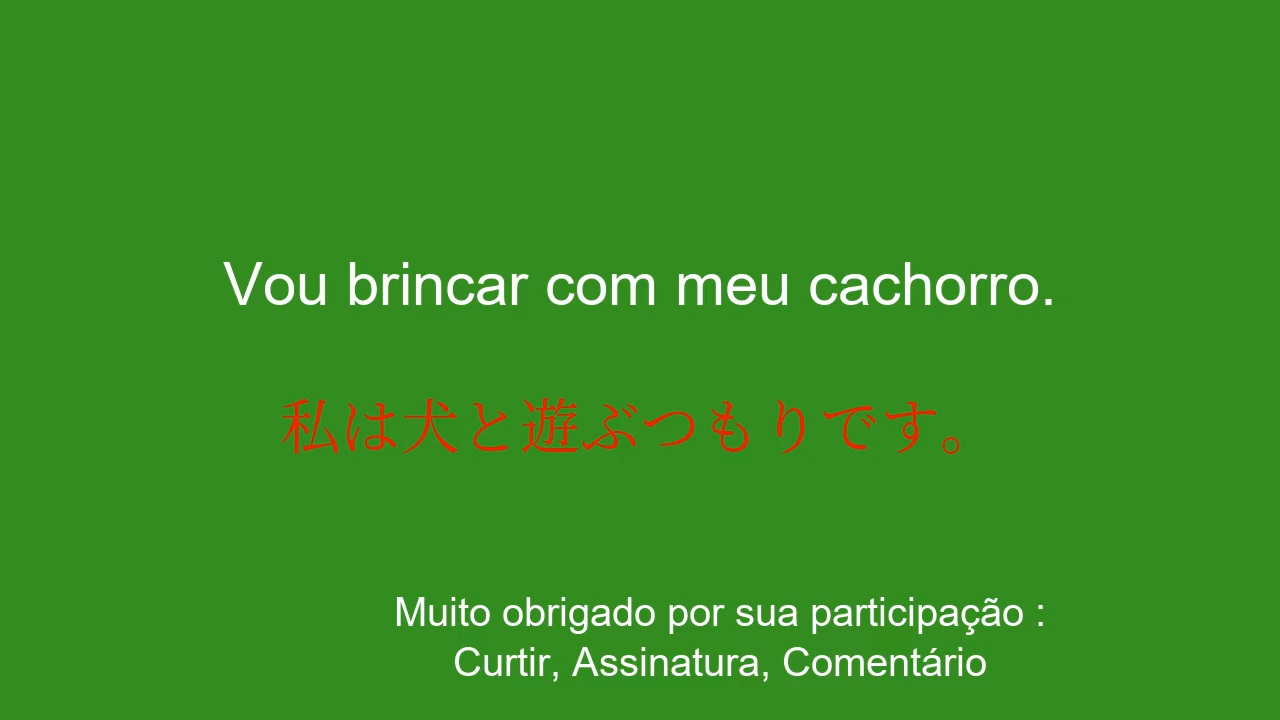 Vou brincar com meu cachorro.
私は犬と遊ぶつもりです。
Muito obrigado por sua participação :
Curtir, Assinatura, Comentário